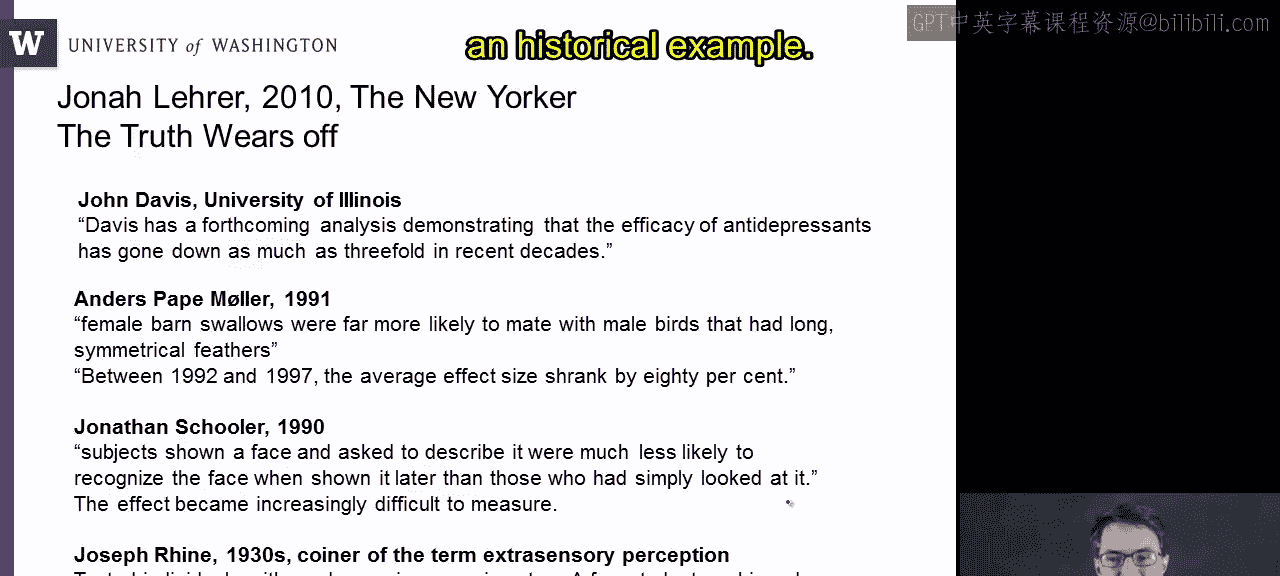 W UNIVERSITY of WASHINGTON
an historical example.
GPT中英字幕课程资源@bilibili.com
Jonah Lehrer, 2010, The New Yorker
The Truth Wears off
John Davis, University of Illinois
“Davis has a forthcoming analysis demonstrating that the efficacy of antidepressants
has gone down as much as threefold in recent decades.”
Anders Pape Møller, 1991
“female barn swallows were far more likely to mate with male birds that had long,
symmetrical feathers”
“Between 1992 and 1997, the average effect size shrank by eighty per cent.”
Jonathan Schooler, 1990
“subjects shown a face and asked to describe it were much less likely to
recognize the face when shown it later than those who had simply looked at it.”
The effect became increasingly difficult to measure.
Joseph Rhine, 1930s, coiner of the term extrasensory perception